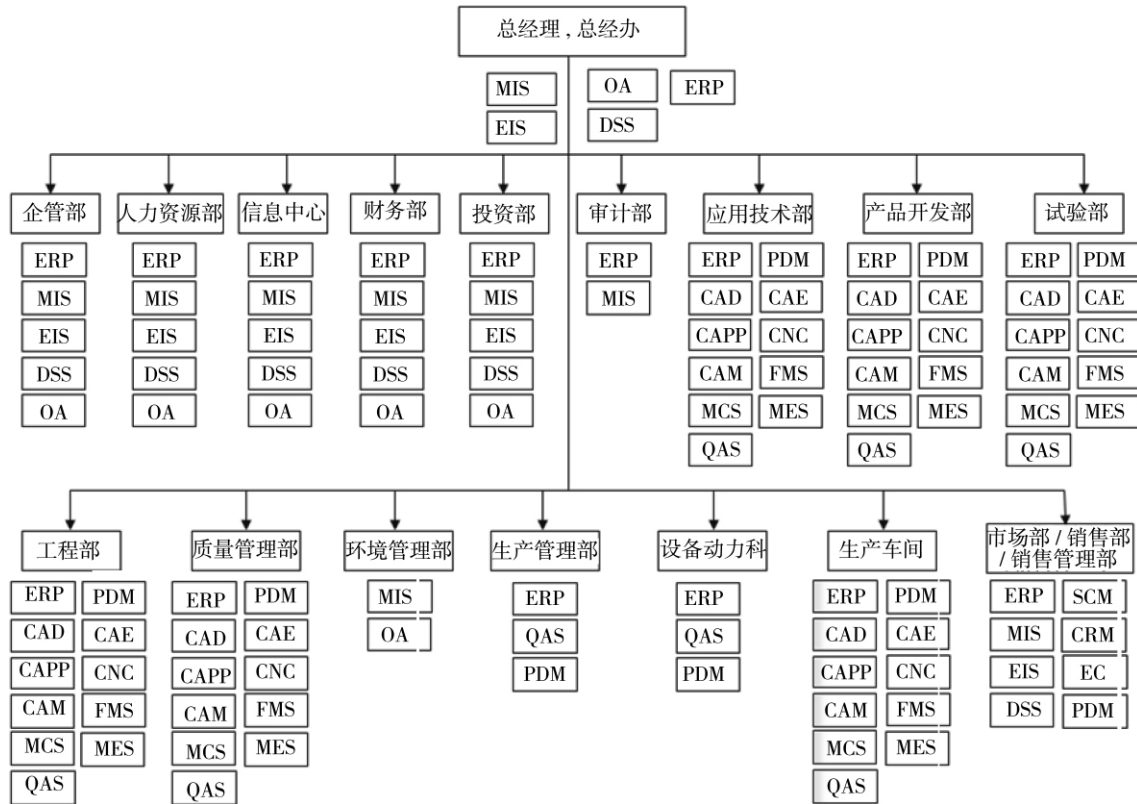 总经理，总经办
MIS OA ERP
EIS DSS
企管部 人力资源部 信息中心 财务部 投资部 审计部 应用技术部 产品开发部 试验部
ERP ERP ERP ERP ERP ERP ERP PDM ERP PDM ERP PDM
MIS MIS MIS MIS MIS MIS CAD CAE CAD CAE CAD CAE
EIS EIS EIS EIS EIS CAPP CNC CAPP CNC CAPP CNC
DSS DSS DSS DSS DSS CAM FMS CAM FMS CAM FMS
OA OA OA OA OA MCS MES MCS MES MCS MES
QAS QAS QAS
工程部 质量管理部 环境管理部 生产管理部 设备动力科 生产车间 市场部 / 销售部
/ 销售管理部
ERP PDM ERP PDM MIS ERP ERP ERP PDM ERP SCM
CAD CAE CAD CAE OA QAS QAS CAD CAE MIS CRM
CAPP CNC CAPP CNC PDM PDM CAPP CNC EIS EC
CAM FMS CAM FMS CAM FMS DSS PDM
MCS MES MCS MES MCS MES
QAS QAS QAS